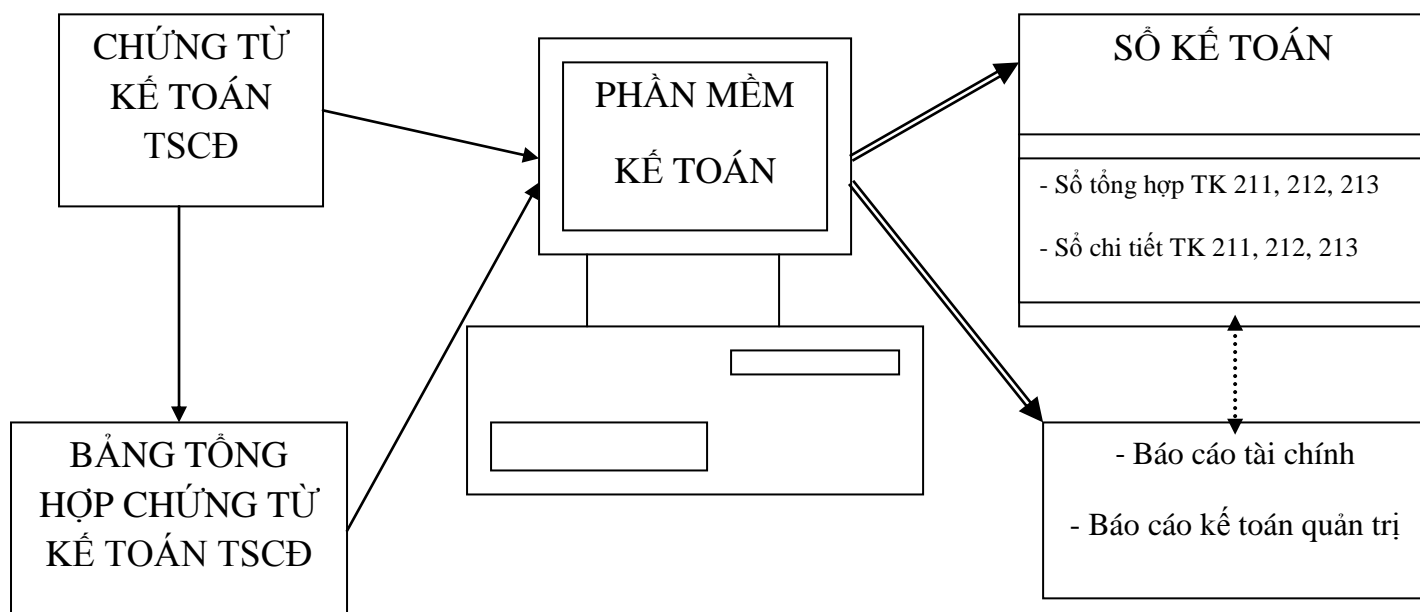 CHỨNG TỪ
KẾ TOÁN
TSCĐ
BẢNG TỔNG
HỢP CHỨNG TỪ
KẾ TOÁN TSCĐ
PHẦN MỀM
KẾ TOÁN
SỔ KẾ TOÁN
- Sổ tổng hợp TK 211, 212, 213
- Sổ chi tiết TK 211, 212, 213
- Báo cáo tài chính
- Báo cáo kế toán quản trị